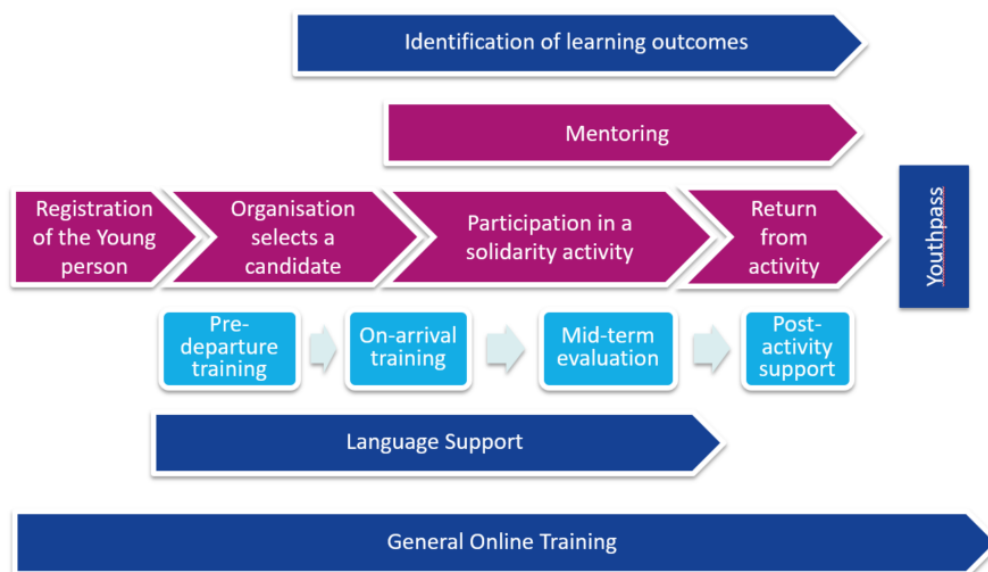 Identification of learning outcomes
Mentoring
Registration
of the Young
person
Organisation
selects a
candidate
Participation in a
solidarity activity
Return
from
activity
Youthpass
Pre-
departure
training
On-arrival
training
Mid-term
evaluation
Post-
activity
support
Language Support
General Online Training